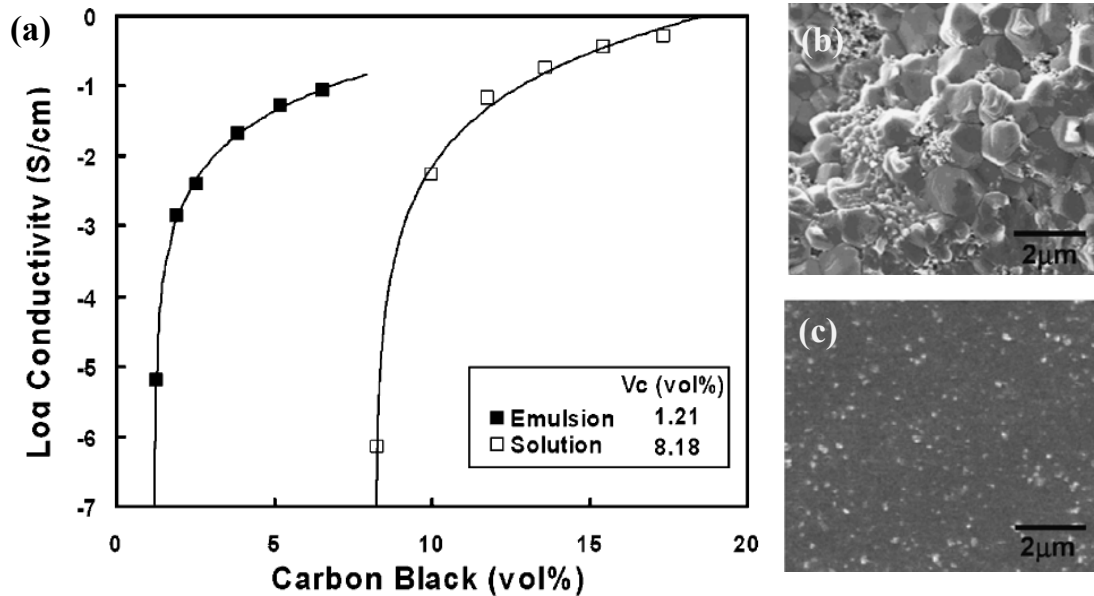 (a)
0
-1
-2
-3
-4
-5
-6
-7
Log Conductivity (S/cm)
Vc (vol%)
Emulsion 1.21
Solution 8.18
0 5 10 15 20
Carbon Black (vol%)
(b)
2μm
(c)
2μm